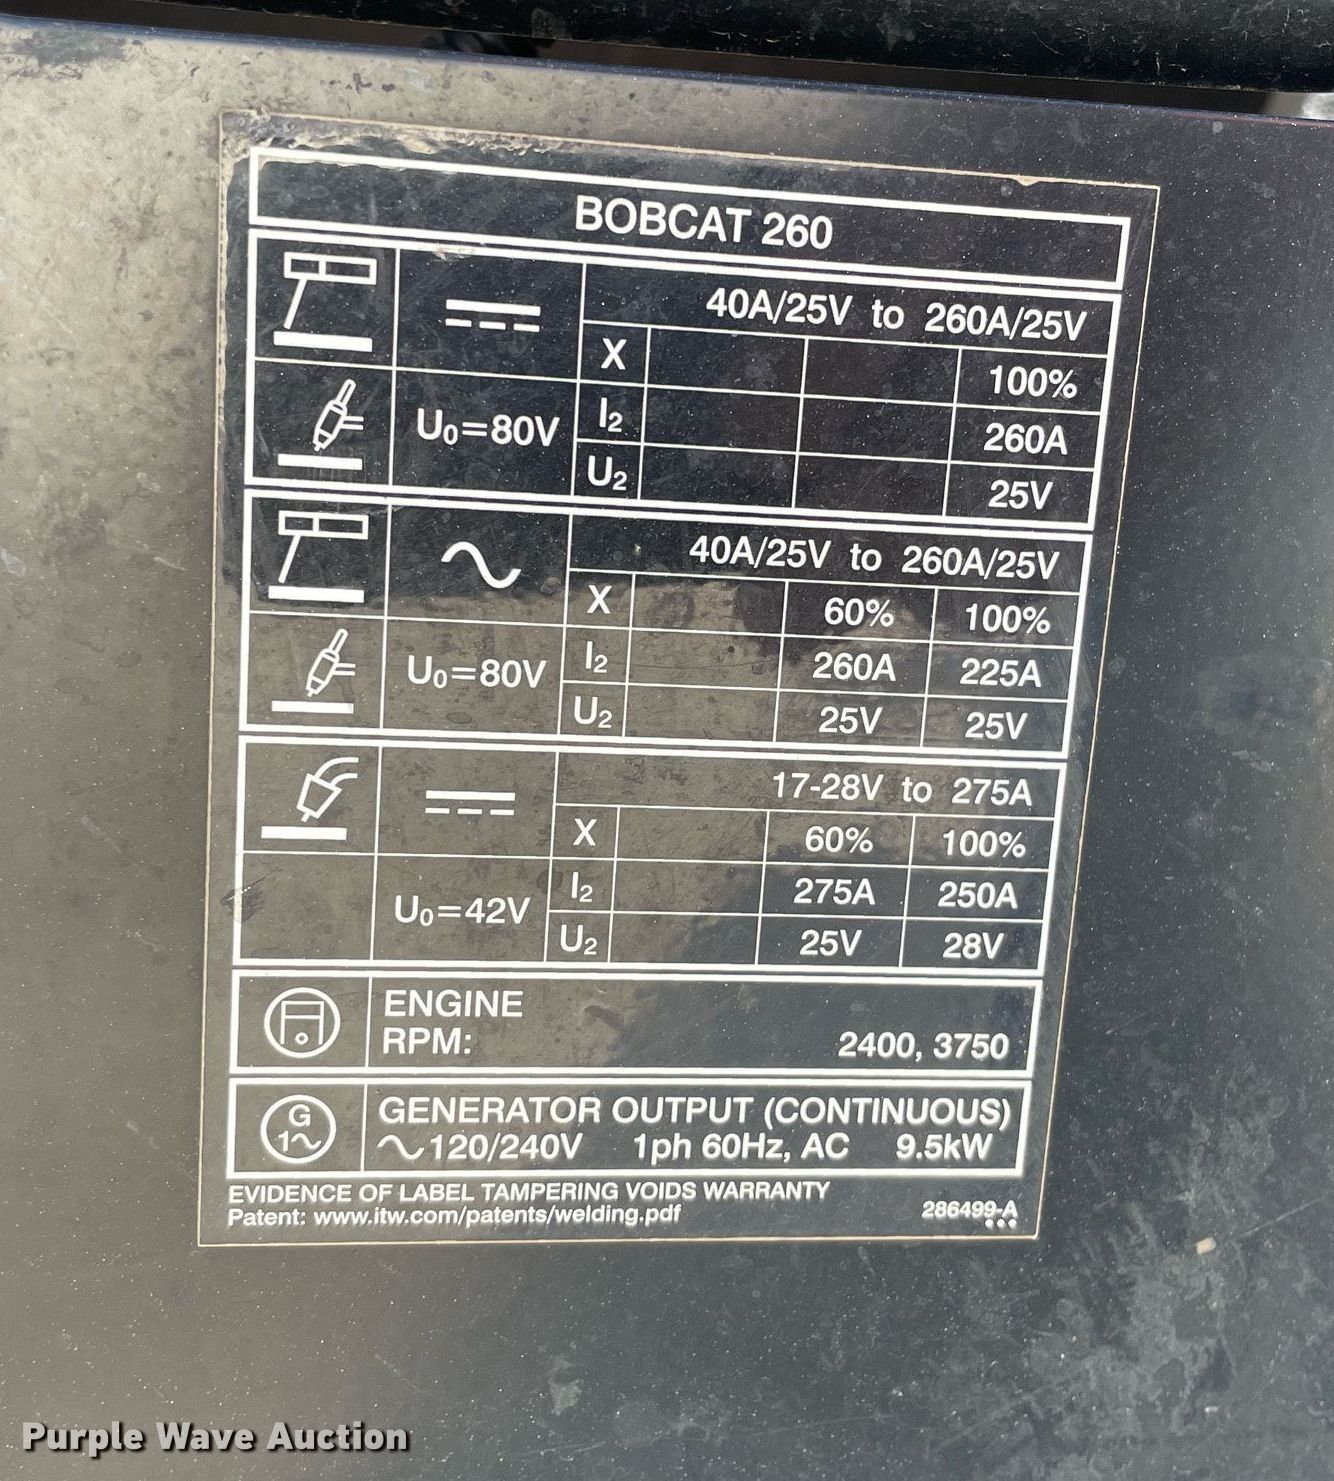 BOBCAT 260
40A/25V to 260A/25V
X 100%
U0=80V
I2 260A
U2 25V
40A/25V to 260A/25V
X 60% 100%
U0=80V
I2 260A 225A
U2 25V 25V
17-28V to 275A
X 60% 100%
U0=42V
I2 275A 250A
U2 25V 28V
ENGINE
RPM: 2400, 3750
G
1~
GENERATOR OUTPUT (CONTINUOUS)
~120/240V 1ph 60Hz, AC 9.5kW
EVIDENCE OF LABEL TAMPERING VOIDS WARRANTY
Patent: www.itw.com/patents/welding.pdf
286499-A
Purple Wave Auction